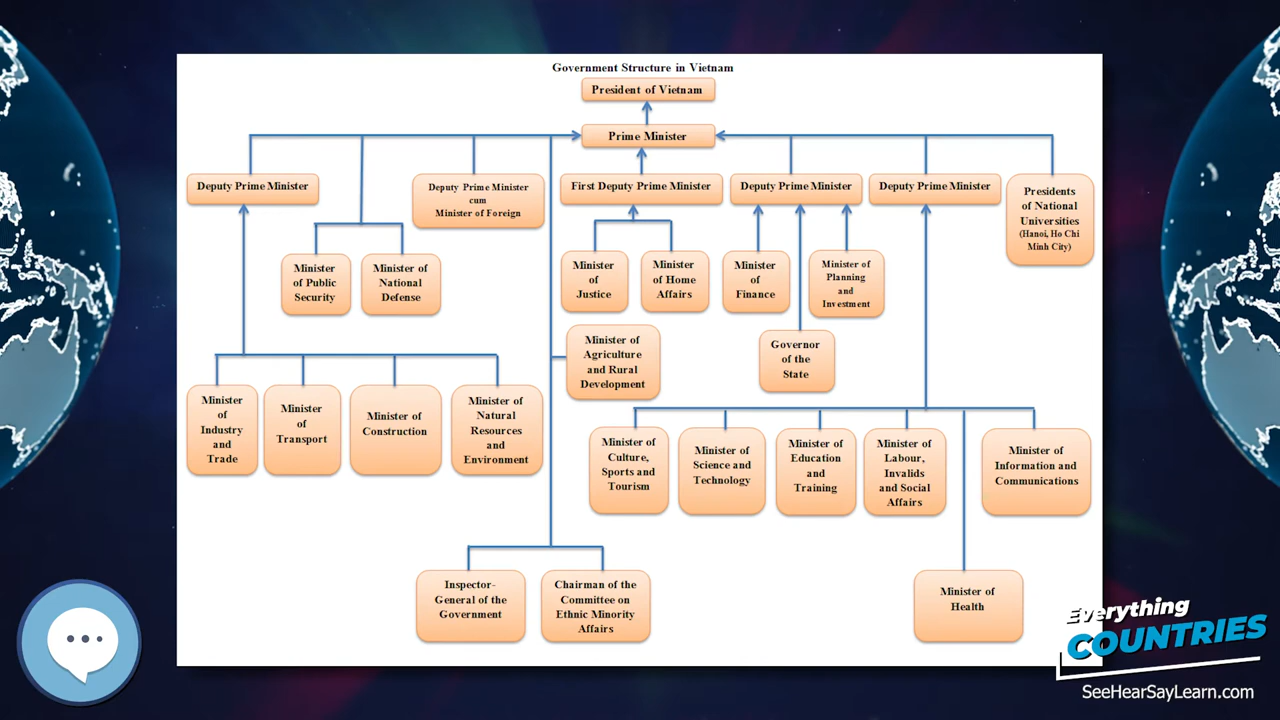 Government Structure in Vietnam
President of Vietnam
Prime Minister
Deputy Prime Minister
Deputy Prime Minister
cum
Minister of Foreign
First Deputy Prime Minister
Deputy Prime Minister
Deputy Prime Minister
Presidents
of National
Universities
(Hanoi, Ho Chi
Minh City)
Minister
of Public
Security
Minister of
National
Defense
Minister
of
Justice
Minister
of Home
Affairs
Minister
of
Finance
Minister of
Planning
and
Investment
Minister of
Agriculture
and Rural
Development
Governor
of the
State
Minister
of
Industry
and
Trade
Minister
of
Transport
Minister of
Construction
Minister of
Natural
Resources
and
Environment
Minister of
Culture,
Sports and
Tourism
Minister of
Science and
Technology
Minister of
Education
and
Training
Minister of
Labour,
Invalids
and Social
Affairs
Minister of
Information and
Communications
Inspector-
General of the
Government
Chairman of the
Committee on
Ethnic Minority
Affairs
Minister of
Health
Everything
COUNTRIES
SeeHearSayLearn.com